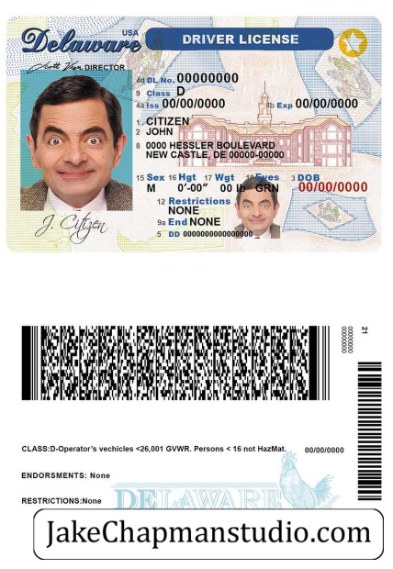 Delaware USA
DRIVER LICENSE
DIRECTOR
4d DL No. 00000000
9 Class D
4a Iss 00/00/0000 4b Exp 00/00/0000
1 CITIZEN
2 JOHN
8 0000 HESSLER BOULEVARD
NEW CASTLE, DE 00000-00000
15 Sex 16 Hgt 17 Wgt 18 Eyes 3 DOB
M 0'-00" 00 lb GRN 00/00/0000
12 Restrictions
NONE
9a End NONE
5 DD 0000000000000000
J. Citizen
21
00000000
00000000
CLASS:D-Operator's vechicles <26,001 GVWR. Persons < 16 not HazMat. 00/00/0000
ENDORSMENTS: None
RESTRICTIONS:None
DELAWARE
JakeChapmanstudio.com